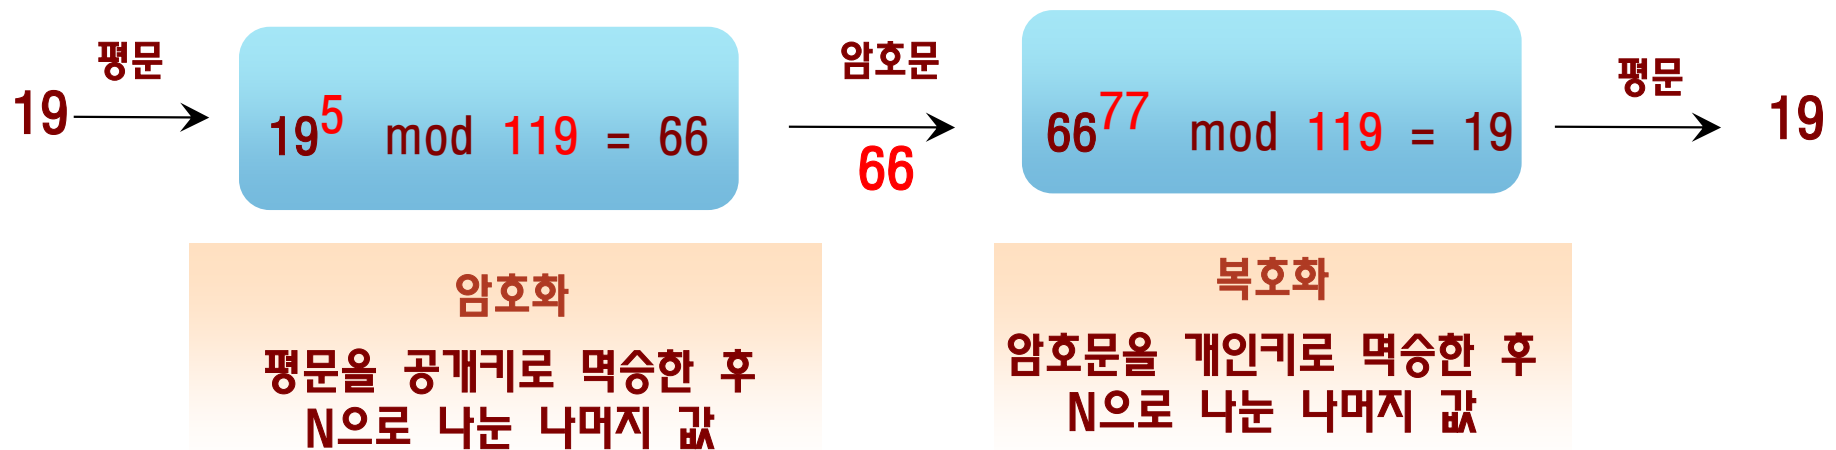 19
평문
19^5 mod 119 = 66
암호문
66
66^77 mod 119 = 19
평문
19
암호화
평문을 공개키로 멱승한 후
N으로 나눈 나머지 값
복호화
암호문을 개인키로 멱승한 후
N으로 나눈 나머지 값